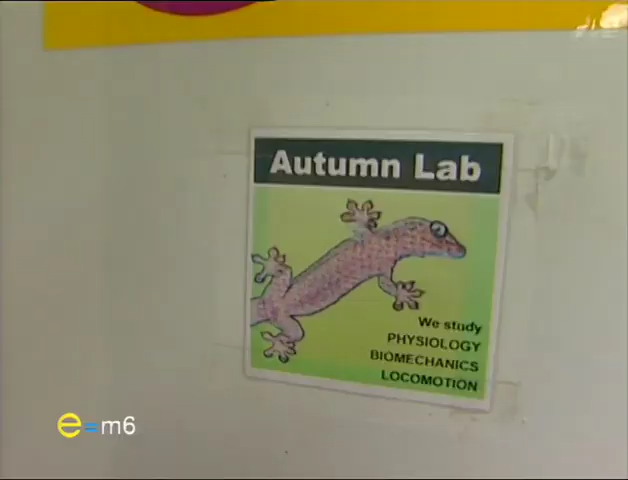 Autumn Lab
We study
PHYSIOLOGY
BIOMECHANICS
LOCOMOTION
e=m6